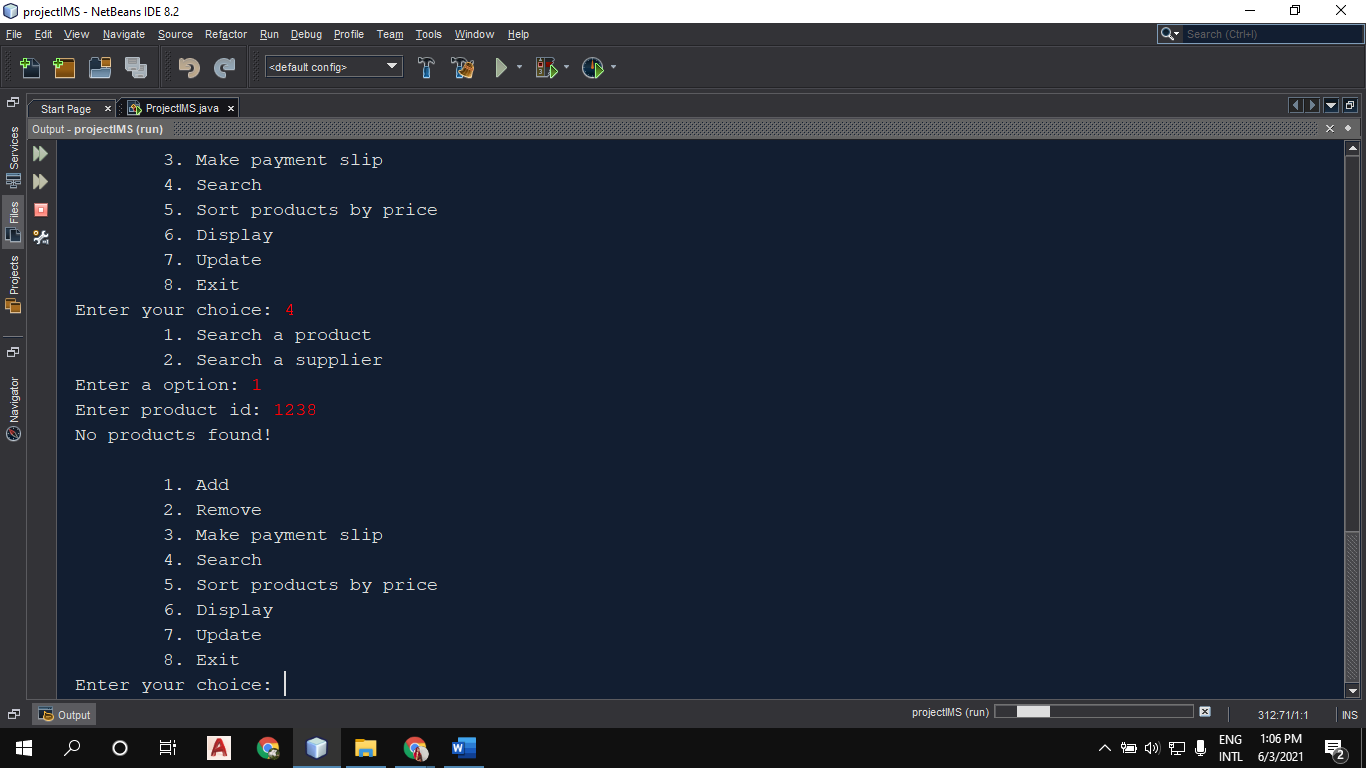 projectIMS - NetBeans IDE 8.2
File Edit View Navigate Source Refactor Run Debug Profile Team Tools Window Help
Search (Ctrl+I)
<default config>
Start Page
ProjectIMS.java
Output - projectIMS (run)
Services
Files
Projects
Navigator
3. Make payment slip
4. Search
5. Sort products by price
6. Display
7. Update
8. Exit
Enter your choice: 4
1. Search a product
2. Search a supplier
Enter a option: 1
Enter product id: 1238
No products found!
1. Add
2. Remove
3. Make payment slip
4. Search
5. Sort products by price
6. Display
7. Update
8. Exit
Enter your choice:
Output
projectIMS (run)
312:71/1:1
INS
ENG
INTL
1:06 PM
6/3/2021
2